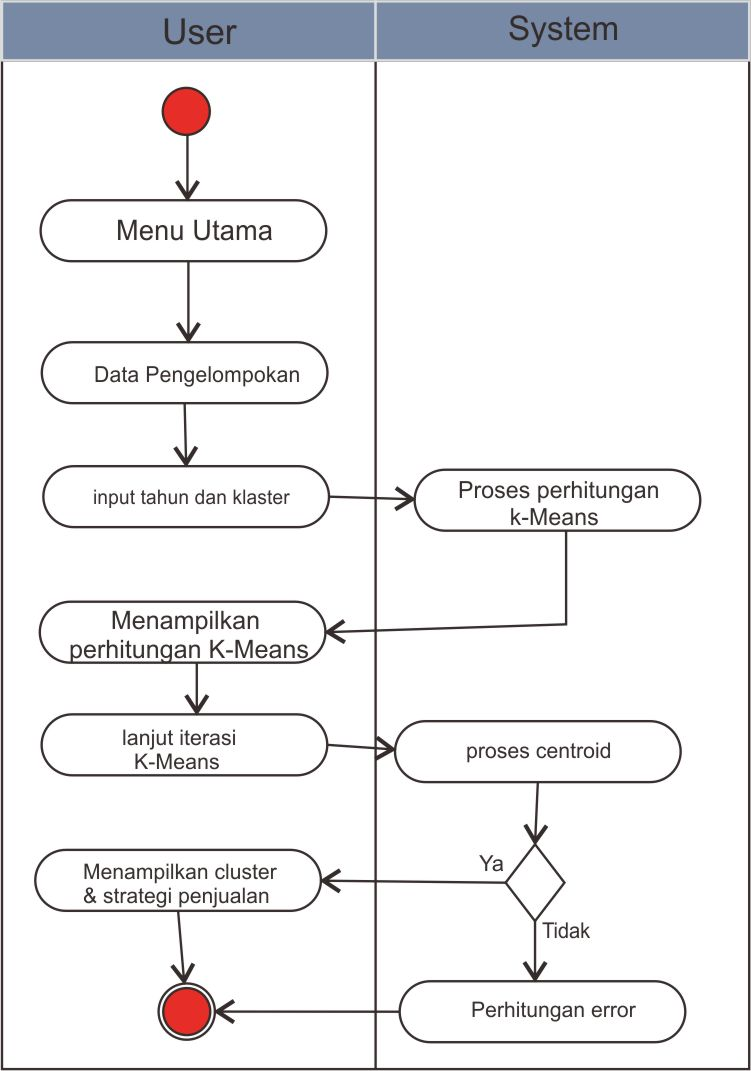 User
System
Menu Utama
Data Pengelompokan
input tahun dan klaster
Proses perhitungan
k-Means
Menampilkan
perhitungan K-Means
lanjut iterasi
K-Means
proses centroid
Ya
Menampilkan cluster
& strategi penjualan
Tidak
Perhitungan error